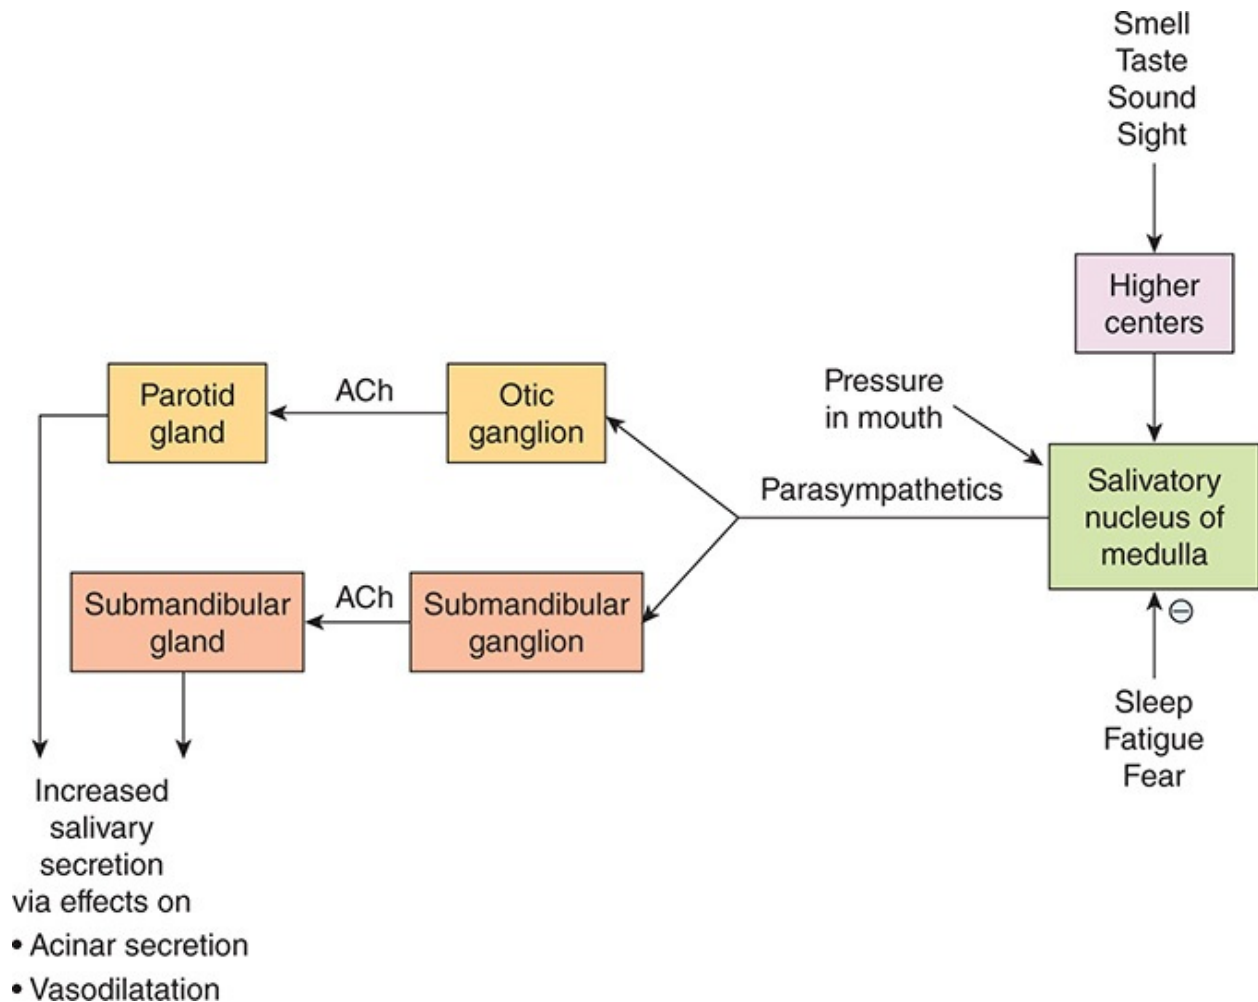 Smell
Taste
Sound
Sight
Higher
centers
Pressure
in mouth
Salivatory
nucleus of
medulla
Parasympathetics
Otic
ganglion
ACh
Parotid
gland
Submandibular
ganglion
ACh
Submandibular
gland
⊖
Sleep
Fatigue
Fear
Increased
salivary
secretion
via effects on
• Acinar secretion
• Vasodilatation